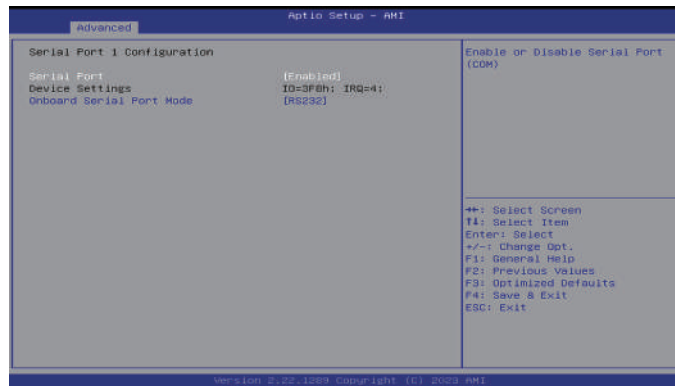 Aptio Setup - AMI
Advanced
Serial Port 1 Configuration
Serial Port [Enabled]
Device Settings IO=3F8h; IRQ=4;
Onboard Serial Port Mode [RS232]
Enable or Disable Serial Port
(COM)
→←: Select Screen
↑↓: Select Item
Enter: Select
+/-: Change Opt.
F1: General Help
F2: Previous Values
F3: Optimized Defaults
F4: Save & Exit
ESC: Exit
Version 2.22.1289 Copyright (C) 2023 AMI